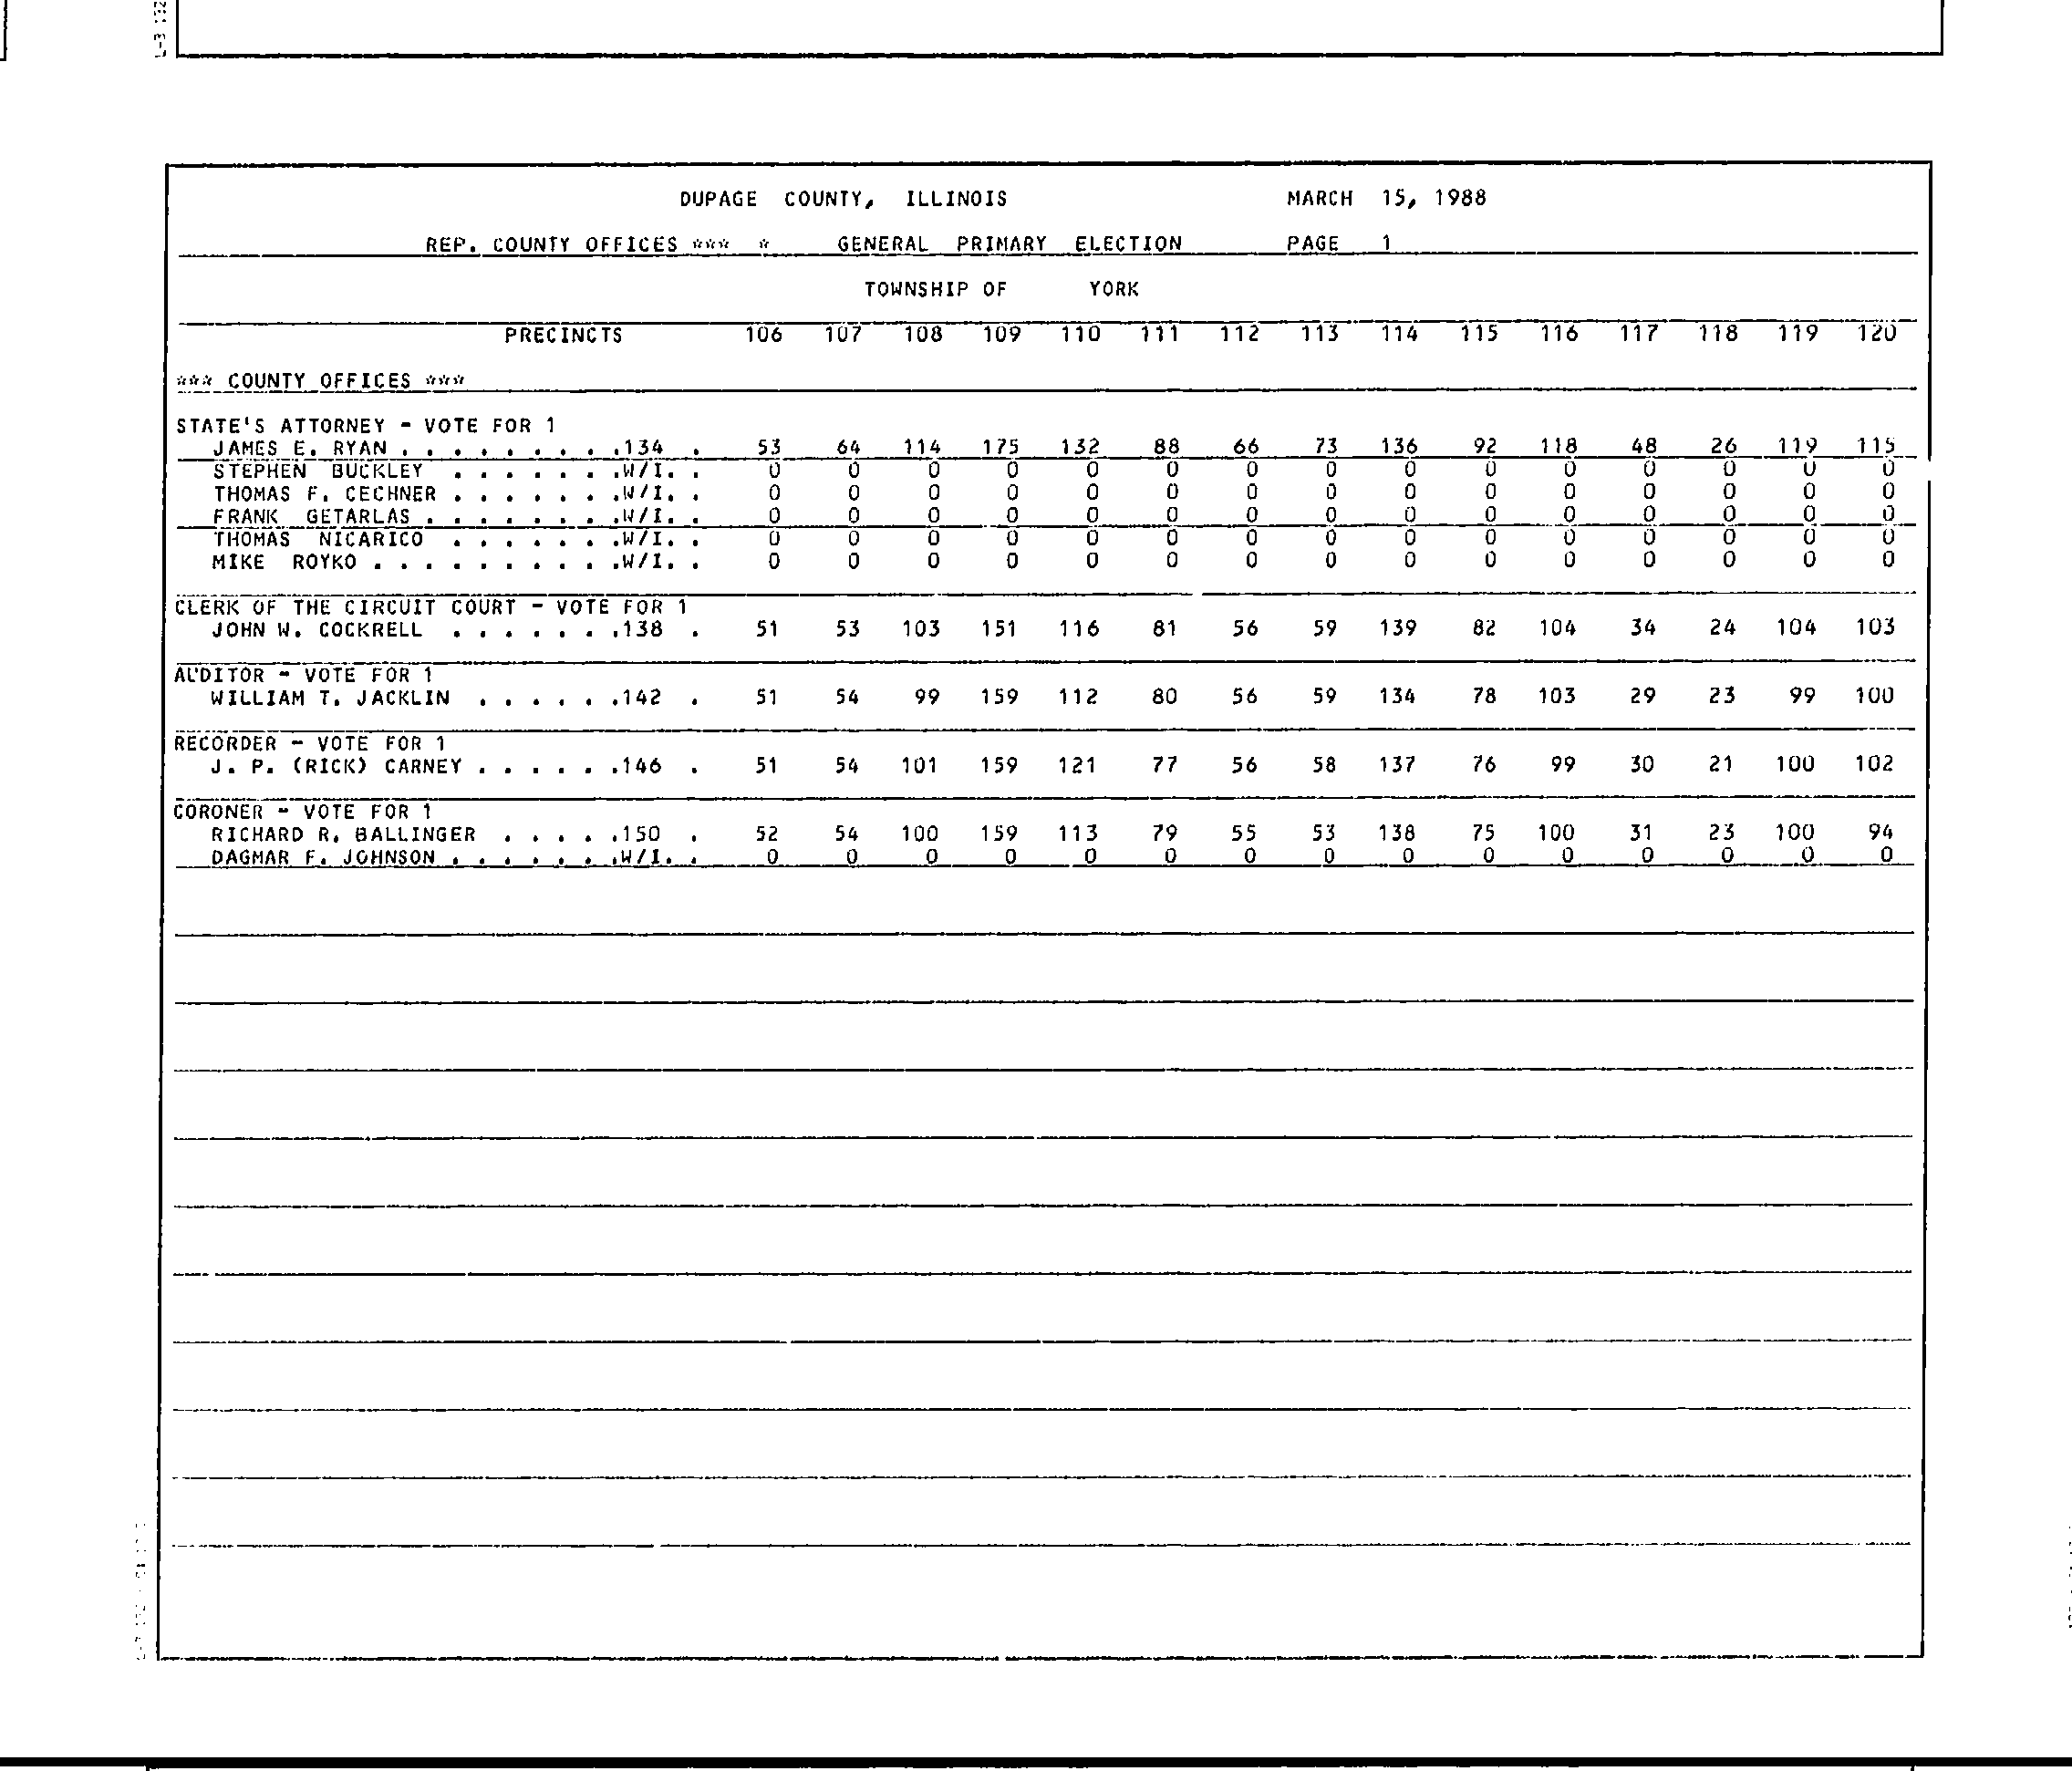 DUPAGE COUNTY, ILLINOIS MARCH 15, 1988
REP. COUNTY OFFICES *** * GENERAL PRIMARY ELECTION PAGE 1
TOWNSHIP OF YORK
PRECINCTS 106 107 108 109 110 111 112 113 114 115 116 117 118 119 120
*** COUNTY OFFICES ***
STATE'S ATTORNEY - VOTE FOR 1
JAMES E. RYAN . . . . . . . . .134 . 53 64 114 175 132 88 66 73 136 92 118 48 26 119 115
STEPHEN BUCKLEY . . . . . . .W/I. . 0 0 0 0 0 0 0 0 0 0 0 0 0 0 0
THOMAS F. CECHNER . . . . . . .W/I. . 0 0 0 0 0 0 0 0 0 0 0 0 0 0 0
FRANK GETARLAS . . . . . . . .W/I. . 0 0 0 0 0 0 0 0 0 0 0 0 0 0 0
THOMAS NICARICO . . . . . . .W/I. . 0 0 0 0 0 0 0 0 0 0 0 0 0 0 0
MIKE ROYKO . . . . . . . . . .W/I. . 0 0 0 0 0 0 0 0 0 0 0 0 0 0 0
CLERK OF THE CIRCUIT COURT - VOTE FOR 1
JOHN W. COCKRELL . . . . . . .138 . 51 53 103 151 116 81 56 59 139 82 104 34 24 104 103
AUDITOR - VOTE FOR 1
WILLIAM T. JACKLIN . . . . . .142 . 51 54 99 159 112 80 56 59 134 78 103 29 23 99 100
RECORDER - VOTE FOR 1
J. P. (RICK) CARNEY . . . . . .146 . 51 54 101 159 121 77 56 58 137 76 99 30 21 100 102
CORONER - VOTE FOR 1
RICHARD R. BALLINGER . . . . .150 . 52 54 100 159 113 79 55 53 138 75 100 31 23 100 94
DAGMAR F. JOHNSON . . . . . . .W/I. . 0 0 0 0 0 0 0 0 0 0 0 0 0 0 0